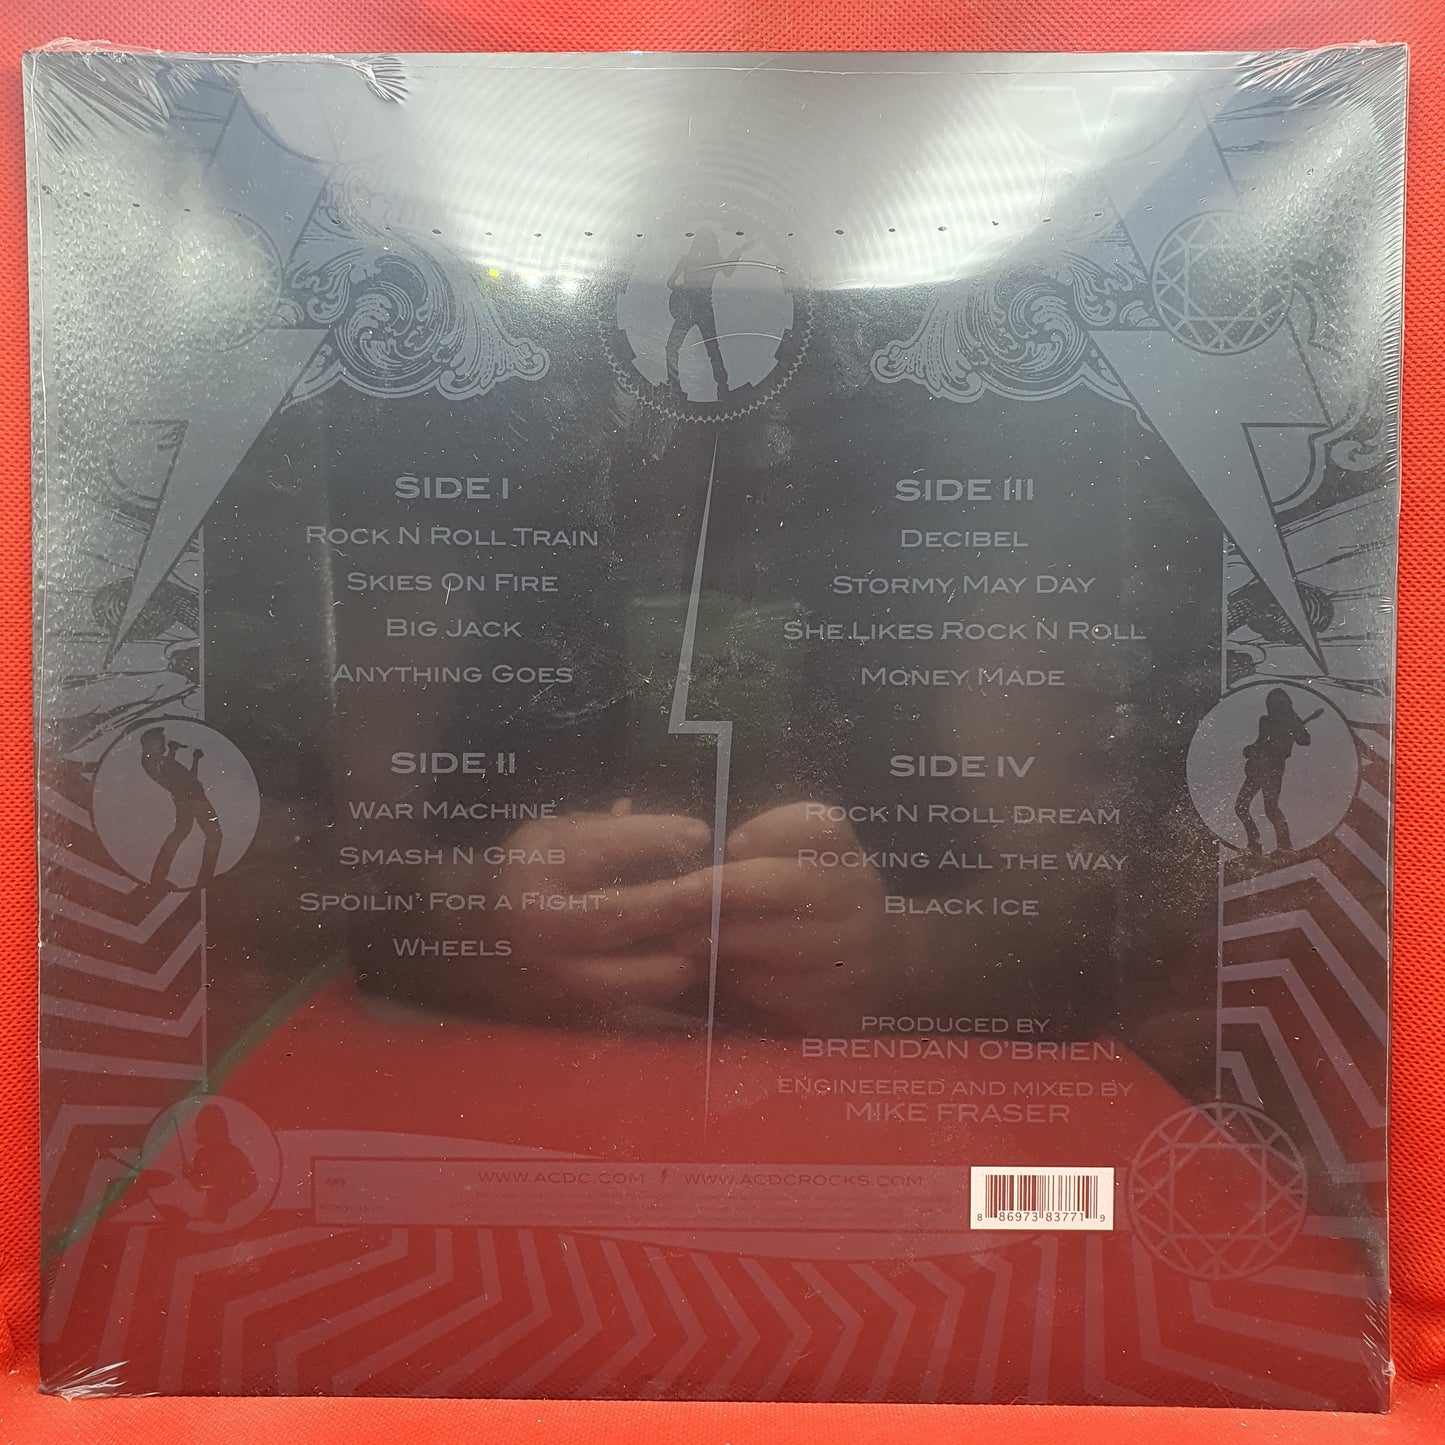 SIDE I
ROCK N ROLL TRAIN
SKIES ON FIRE
BIG JACK
ANYTHING GOES
SIDE II
WAR MACHINE
SMASH N GRAB
SPOILIN' FOR A FIGHT
WHEELS
SIDE III
DECIBEL
STORMY MAY DAY
SHE LIKES ROCK N ROLL
MONEY MADE
SIDE IV
ROCK N ROLL DREAM
ROCKING ALL THE WAY
BLACK ICE
PRODUCED BY
BRENDAN O'BRIEN
ENGINEERED AND MIXED BY
MIKE FRASER
WWW.ACDC.COM WWW.ACDCROCKS.COM
8 86973 83771 9